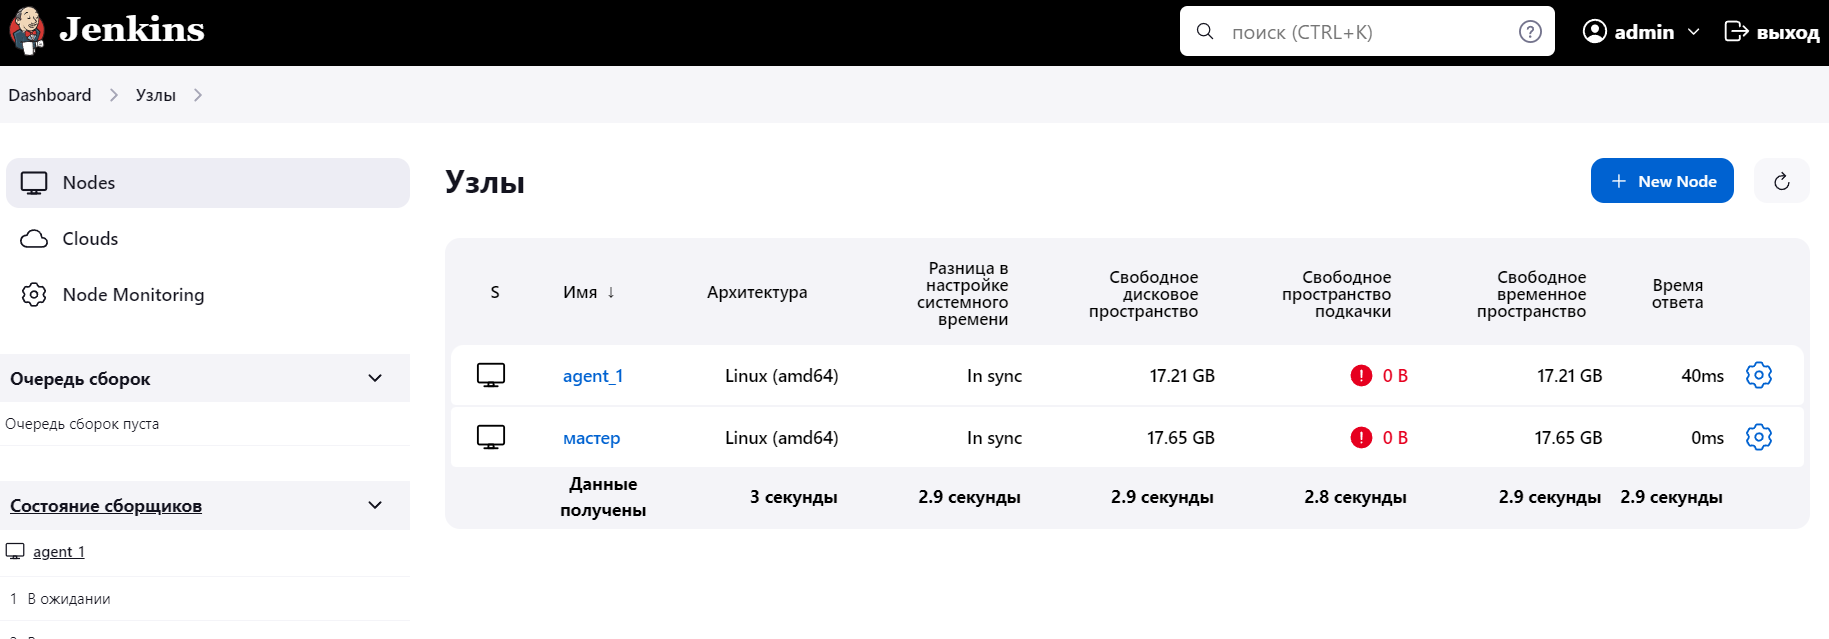 Jenkins
поиск (CTRL+K)
admin
выход
Dashboard
Узлы
Nodes
Clouds
Node Monitoring
Очередь сборок
Очередь сборок пуста
Состояние сборщиков
agent_1
1 В ожидании
Узлы
New Node
S
Имя ↓
Архитектура
Разница в
настройке
системного
времени
Свободное
дисковое
пространство
Свободное
пространство
подкачки
Свободное
временное
пространство
Время
ответа
agent_1 Linux (amd64) In sync 17.21 GB 0 B 17.21 GB 40ms
мастер Linux (amd64) In sync 17.65 GB 0 B 17.65 GB 0ms
Данные
получены
3 секунды 2.9 секунды 2.9 секунды 2.8 секунды 2.9 секунды 2.9 секунды